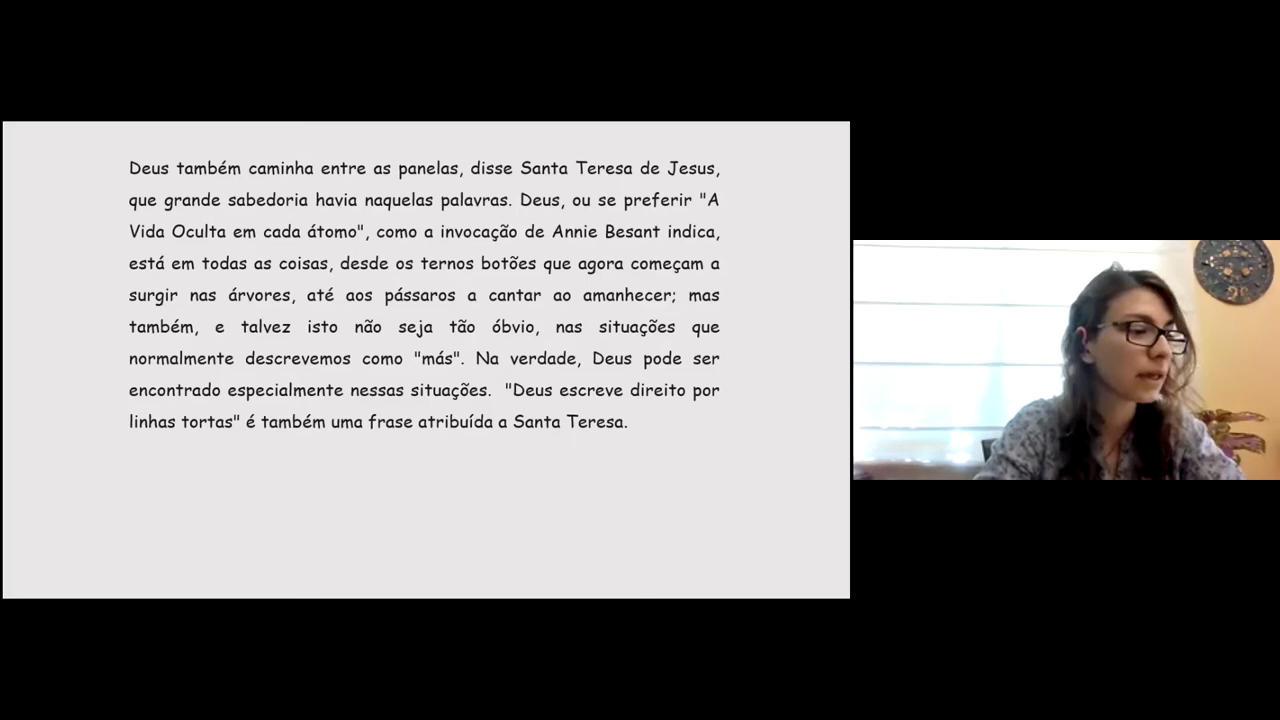 Deus também caminha entre as panelas, disse Santa Teresa de Jesus,
que grande sabedoria havia naquelas palavras. Deus, ou se preferir "A
Vida Oculta em cada átomo", como a invocação de Annie Besant indica,
está em todas as coisas, desde os ternos botões que agora começam a
surgir nas árvores, até aos pássaros a cantar ao amanhecer; mas
também, e talvez isto não seja tão óbvio, nas situações que
normalmente descrevemos como "más". Na verdade, Deus pode ser
encontrado especialmente nessas situações.  "Deus escreve direito por
linhas tortas" é também uma frase atribuída a Santa Teresa.